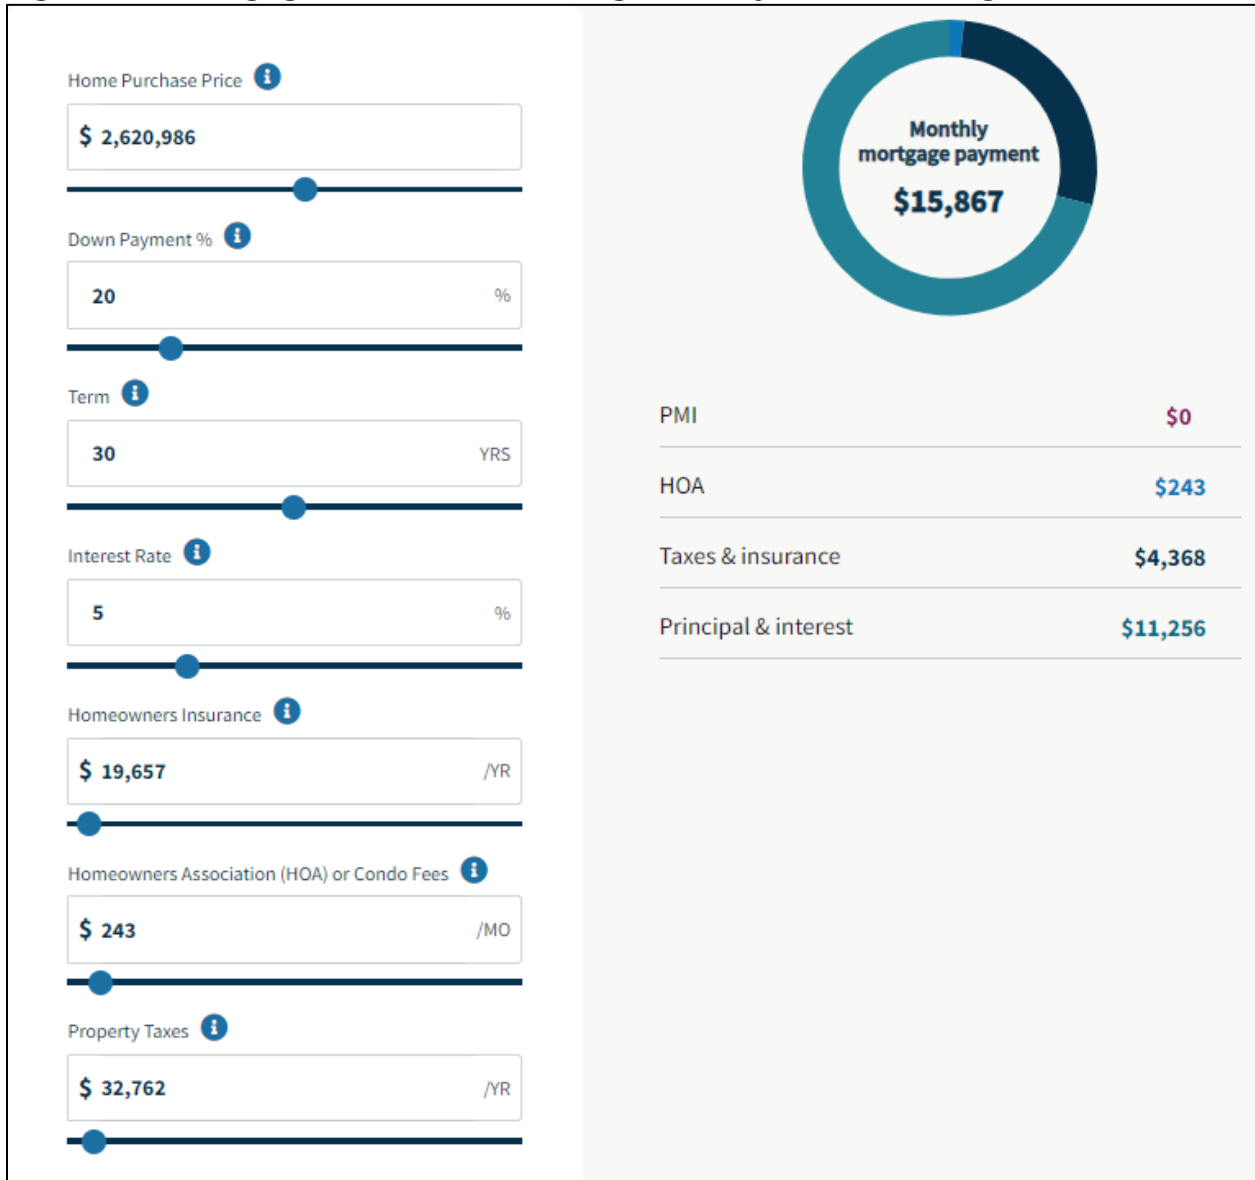 Home Purchase Price
$ 2,620,986
Down Payment %
20 %
Term
30 YRS
Interest Rate
5 %
Homeowners Insurance
$ 19,657 /YR
Homeowners Association (HOA) or Condo Fees
$ 243 /MO
Property Taxes
$ 32,762 /YR
Monthly
mortgage payment
$15,867
PMI $0
HOA $243
Taxes & insurance $4,368
Principal & interest $11,256